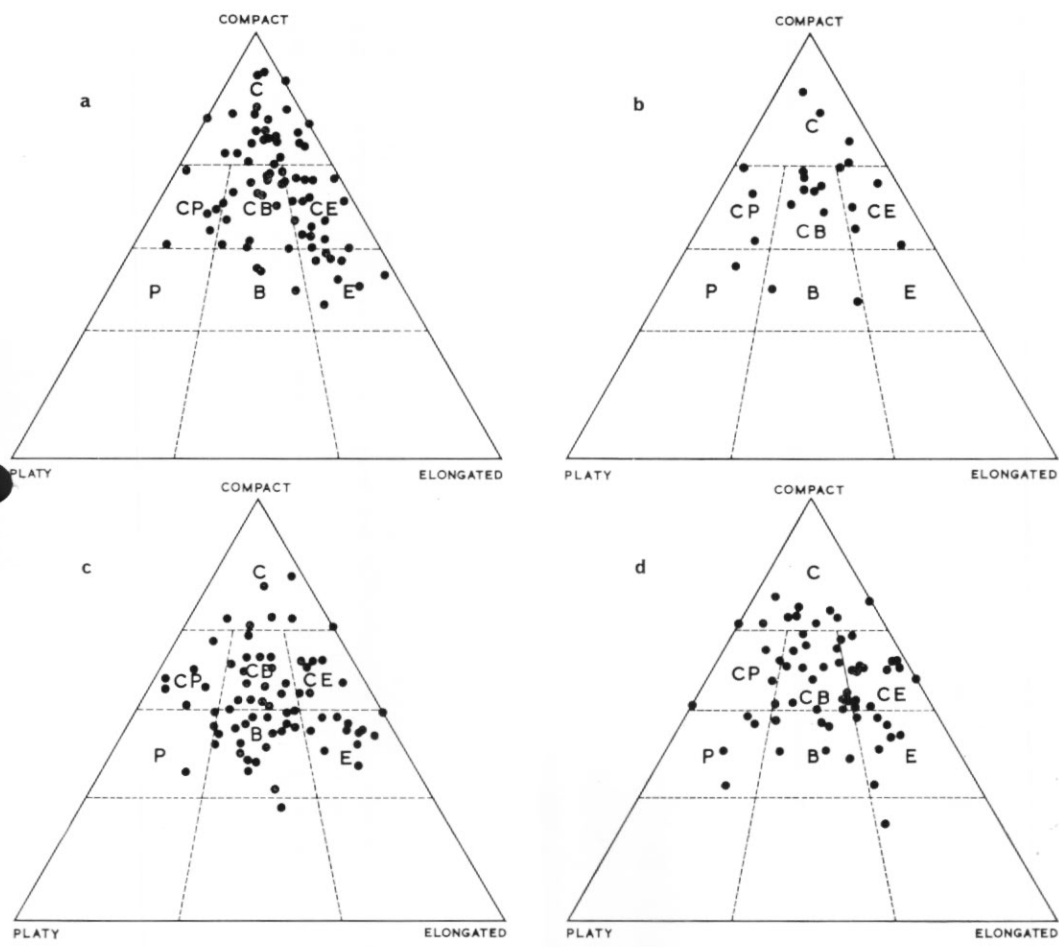 COMPACT COMPACT
a b
C C
CP CB CE CP CB CE
P B E P B E
PLATY ELONGATED PLATY ELONGATED
COMPACT COMPACT
c d
C C
CP CB CE CP CB CE
P B E P B E
PLATY ELONGATED PLATY ELONGATED